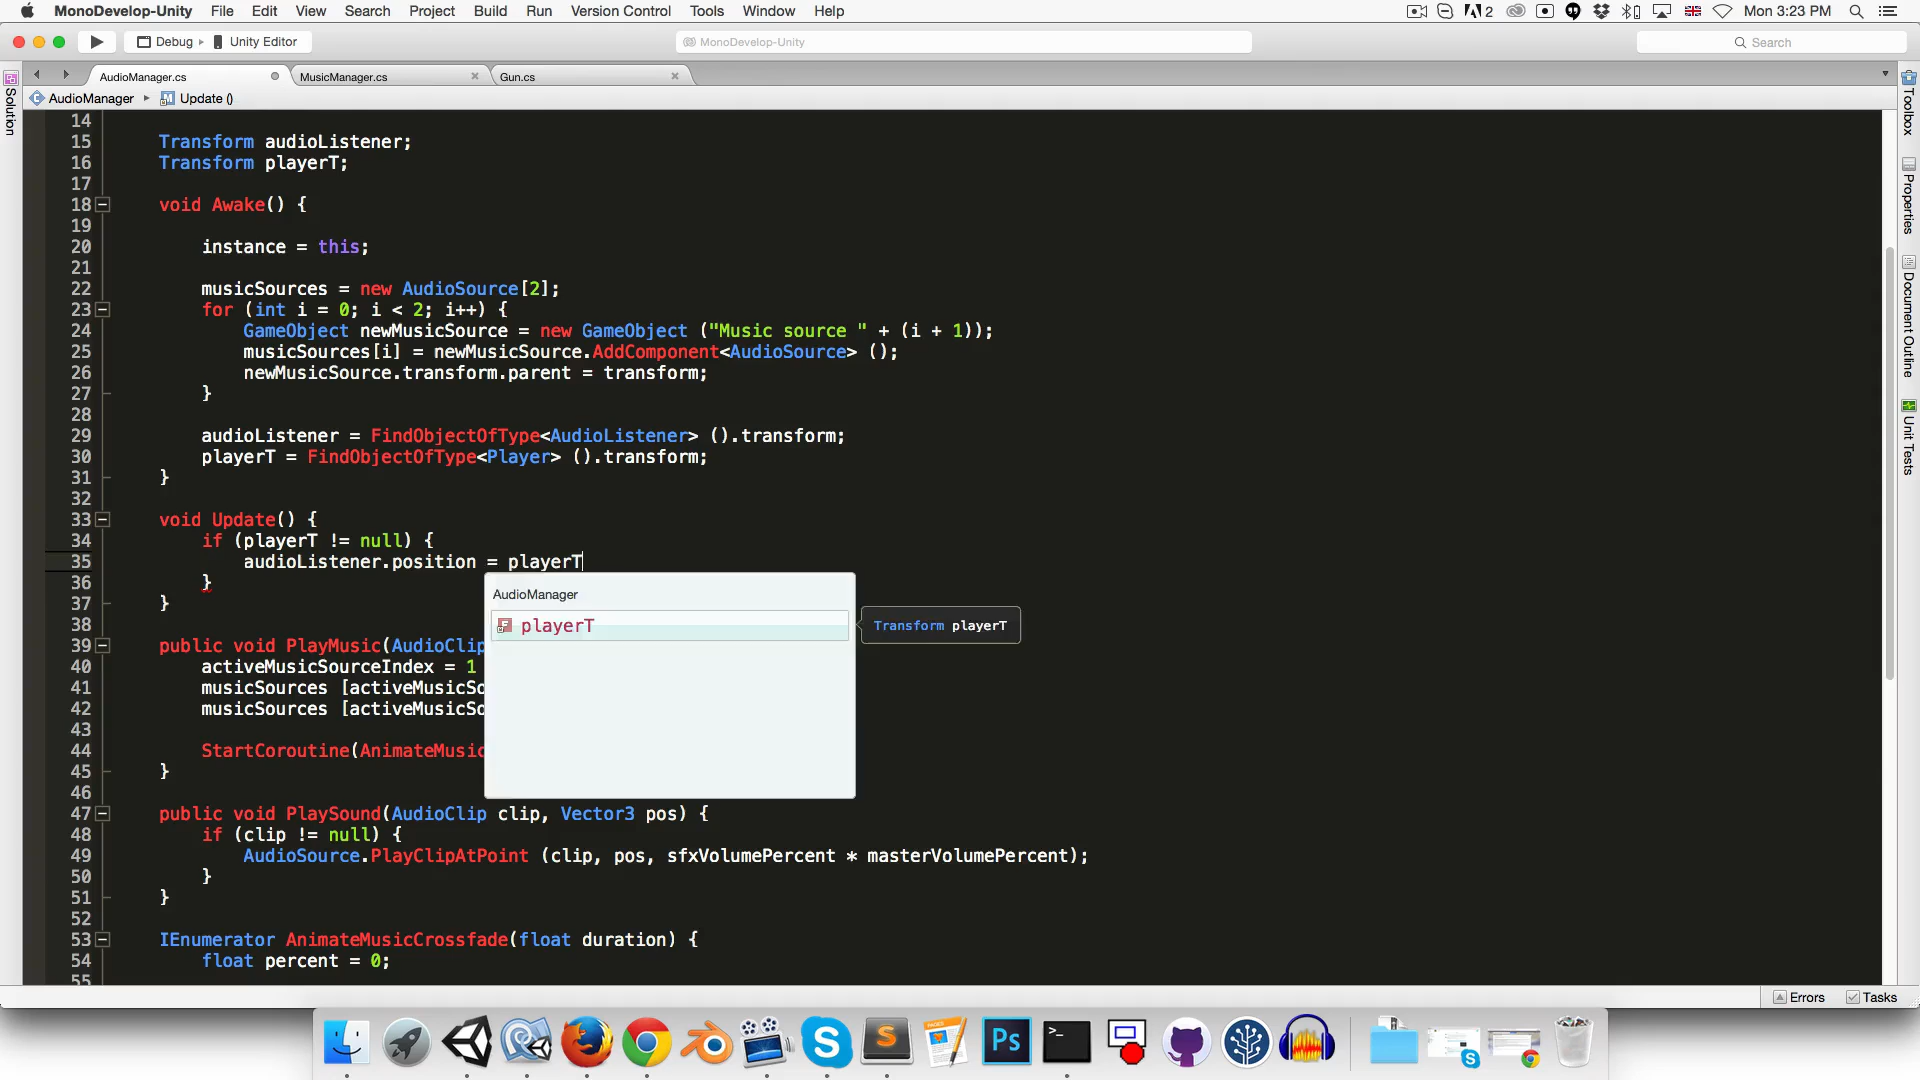 MonoDevelop-Unity File Edit View Search Project Build Run Version Control Tools Window Help 2 Mon 3:23 PM
Debug Unity Editor MonoDevelop-Unity Search
AudioManager.cs MusicManager.cs Gun.cs
AudioManager Update ()
Solution
Toolbox
Properties
Document Outline
Unit Tests
14
15 Transform audioListener;
16 Transform playerT;
17
18 void Awake() {
19
20 instance = this;
21
22 musicSources = new AudioSource[2];
23 for (int i = 0; i < 2; i++) {
24 GameObject newMusicSource = new GameObject ("Music source " + (i + 1));
25 musicSources[i] = newMusicSource.AddComponent<AudioSource> ();
26 newMusicSource.transform.parent = transform;
27 }
28
29 audioListener = FindObjectOfType<AudioListener> ().transform;
30 playerT = FindObjectOfType<Player> ().transform;
31 }
32
33 void Update() {
34 if (playerT != null) {
35 audioListener.position = playerT
36 }
37 }
38
39 public void PlayMusic(AudioClip
40 activeMusicSourceIndex = 1
41 musicSources [activeMusicSo
42 musicSources [activeMusicSo
43
44 StartCoroutine(AnimateMusic
45 }
46
47 public void PlaySound(AudioClip clip, Vector3 pos) {
48 if (clip != null) {
49 AudioSource.PlayClipAtPoint (clip, pos, sfxVolumePercent * masterVolumePercent);
50 }
51 }
52
53 IEnumerator AnimateMusicCrossfade(float duration) {
54 float percent = 0;
55
AudioManager
playerT
Transform playerT
Errors Tasks
Ps